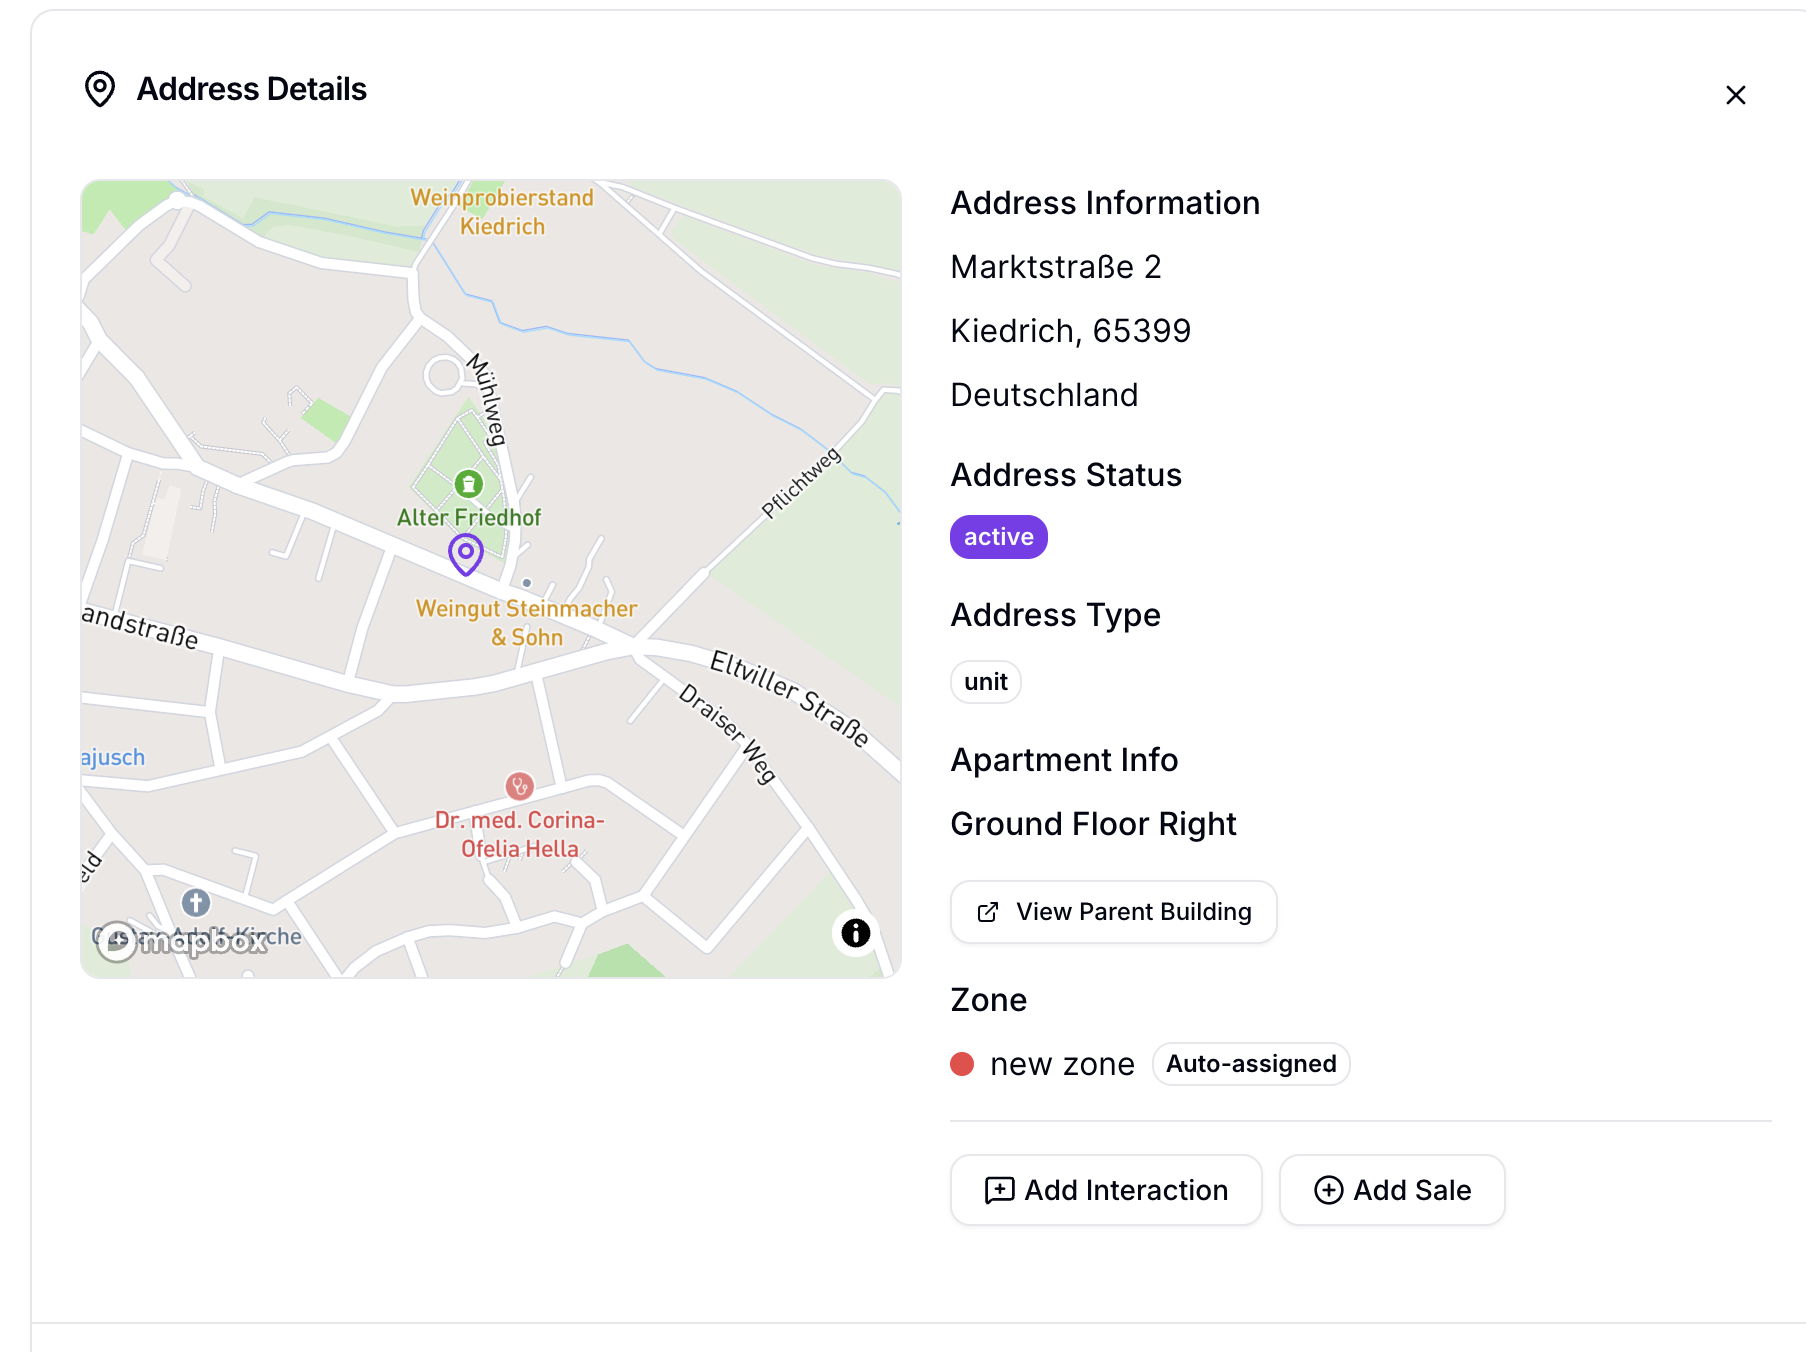 Address Details
Weinprobierstand
Kiedrich
Mühlweg
Pflichtweg
Alter Friedhof
Weingut Steinmacher
& Sohn
andstraße
Eltviller Straße
Draiser Weg
ajusch
Dr. med. Corina-
Ofelia Hella
eld
Gustav-Adolf-Kirche
mapbox
Address Information
Marktstraße 2
Kiedrich, 65399
Deutschland
Address Status
active
Address Type
unit
Apartment Info
Ground Floor Right
View Parent Building
Zone
new zone Auto-assigned
Add Interaction Add Sale